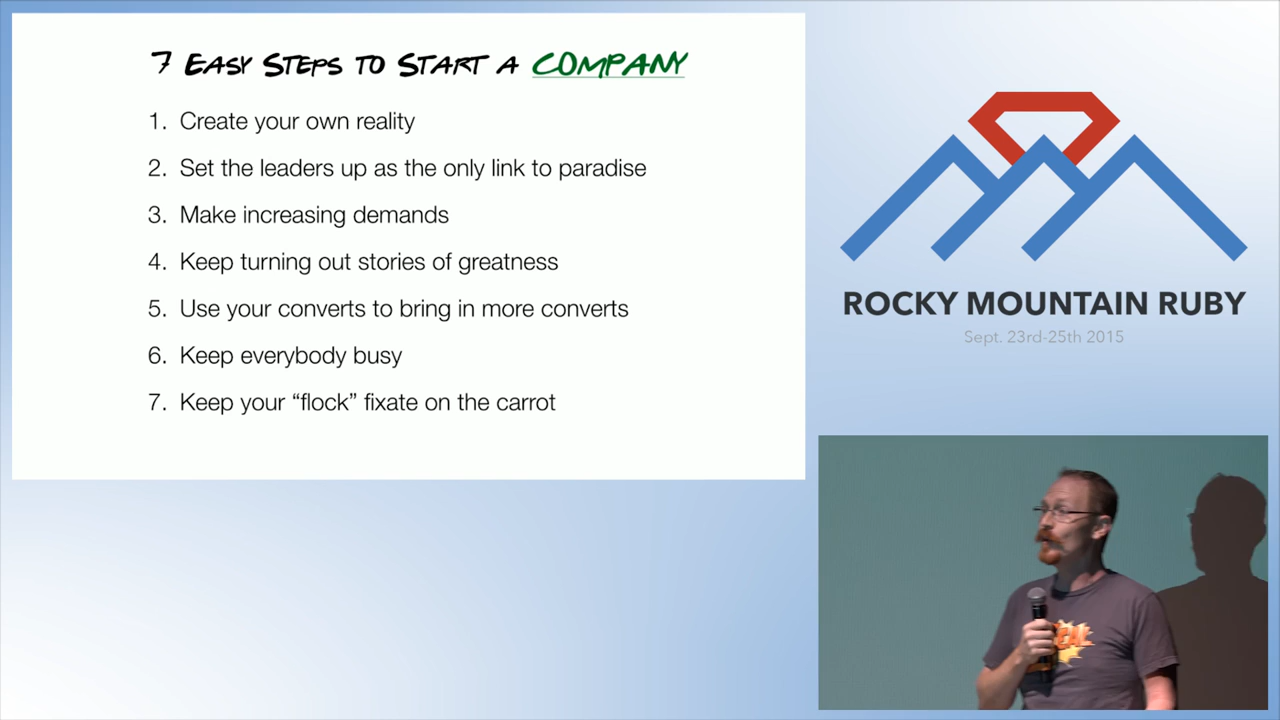 7 EASY STEPS TO START A COMPANY
1. Create your own reality
2. Set the leaders up as the only link to paradise
3. Make increasing demands
4. Keep turning out stories of greatness
5. Use your converts to bring in more converts
6. Keep everybody busy
7. Keep your “flock” fixate on the carrot
ROCKY MOUNTAIN RUBY
Sept. 23rd-25th 2015